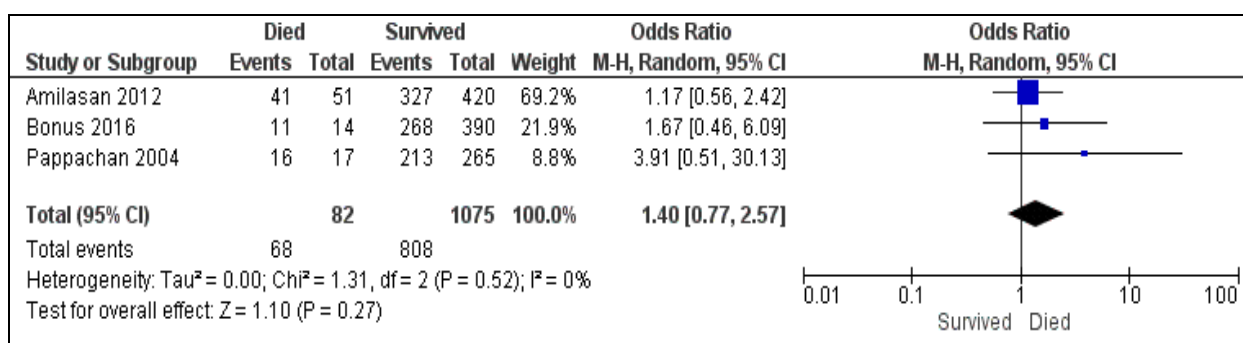 Died Survived Odds Ratio Odds Ratio
Study or Subgroup Events Total Events Total Weight M-H, Random, 95% CI M-H, Random, 95% CI
Amilasan 2012 41 51 327 420 69.2% 1.17 [0.56, 2.42]
Bonus 2016 11 14 268 390 21.9% 1.67 [0.46, 6.09]
Pappachan 2004 16 17 213 265 8.8% 3.91 [0.51, 30.13]
Total (95% CI) 82 1075 100.0% 1.40 [0.77, 2.57]
Total events 68 808
Heterogeneity: Tau² = 0.00; Chi² = 1.31, df = 2 (P = 0.52); I² = 0%
Test for overall effect: Z = 1.10 (P = 0.27)
0.01 0.1 1 10 100
Survived Died